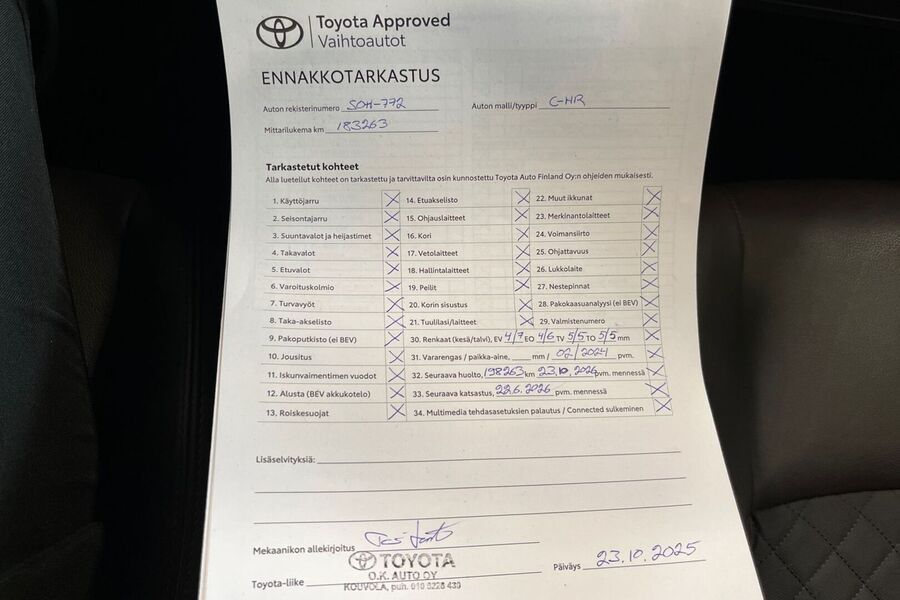 Toyota Approved
Vaihtoautot
ENNAKKOTARKASTUS
Auton rekisterinumero SOH-772 Auton malli/tyyppi C-HR
Mittarilukema km 183263
Tarkastetut kohteet
Alla luetellut kohteet on tarkastettu ja tarvittavilta osin kunnostettu Toyota Auto Finland Oy:n ohjeiden mukaisesti.
1. Käyttöjarru X 14. Etuakselisto X 22. Muut ikkunat X
2. Seisontajarru X 15. Ohjauslaitteet X 23. Merkinantolaitteet X
3. Suuntavalot ja heijastimet X 16. Kori X 24. Voimansiirto X
4. Takavalot X 17. Vetolaitteet X 25. Ohjattavuus X
5. Etuvalot X 18. Hallintalaitteet X 26. Lukkolaite X
6. Varoituskolmio X 19. Peilit X 27. Nestepinnat X
7. Turvavyöt X 20. Korin sisustus X 28. Pakokaasuanalyysi (ei BEV) X
8. Taka-akselisto X 21. Tuulilasi/laitteet X 29. Valmistenumero X
9. Pakoputkisto (ei BEV) X 30. Renkaat (kesä/talvi), EV 4/7 EO 4/6 TV 5/5 TO 5/5 mm X
10. Jousitus X 31. Vararengas / paikka-aine, ____ mm / 02/2024 pvm. X
11. Iskunvaimentimen vuodot X 32. Seuraava huolto, 198263 km 23.10.2026 pvm. mennessä X
12. Alusta (BEV akkukotelo) X 33. Seuraava katsastus, 22.6.2026 pvm. mennessä X
13. Roiskesuojat X 34. Multimedia tehdasasetuksien palautus / Connected sulkeminen X
Lisäselvityksiä:
Mekaanikon allekirjoitus
TOYOTA
O.K. AUTO OY
KOUVOLA, puh. 010 5226 430
Toyota-liike Päiväys 23.10.2025